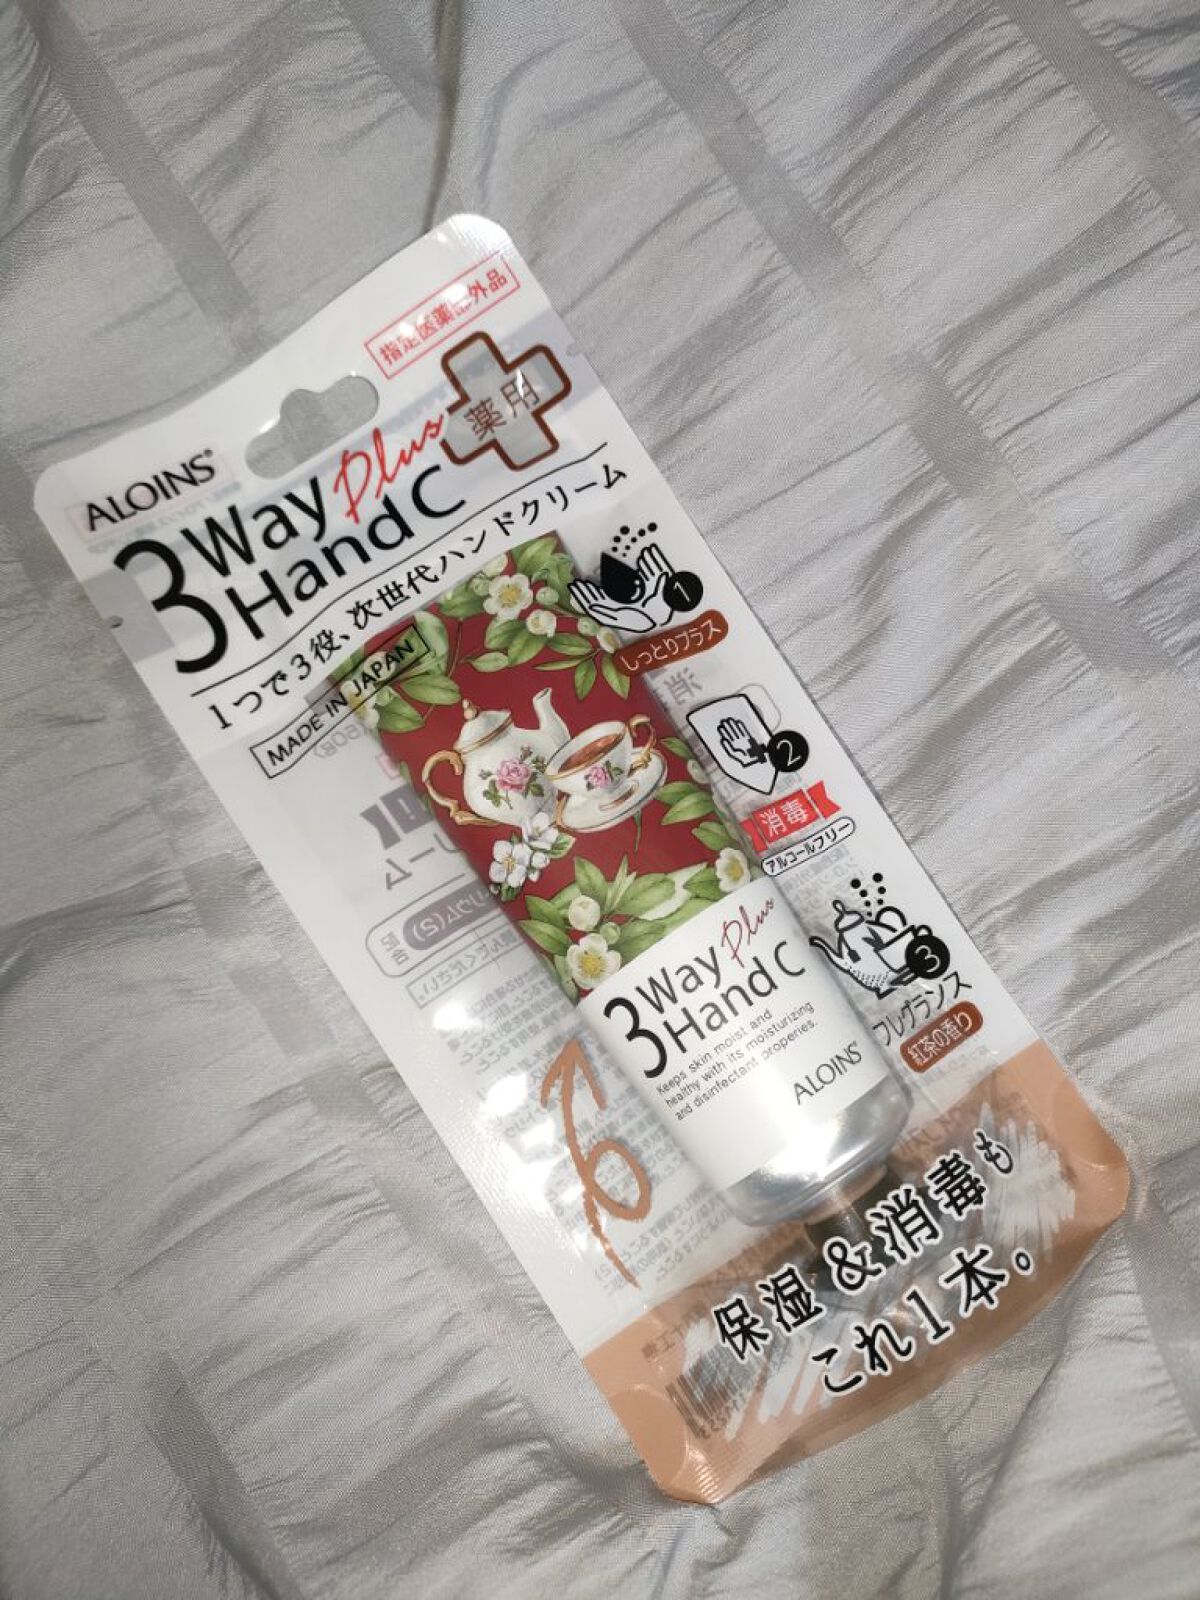 指定医薬部外品
薬用
ALOINS®
3 Way Plus
Hand C
1つで3役、次世代ハンドクリーム
MADE IN JAPAN
1
しっとりプラス
2
消毒
アルコールフリー
3
フレグランス
紅茶の香り
3 Way Plus
Hand C
Keeps skin moist and
healthy with its moisturizing
and disinfectant properies.
ALOINS®
保湿&消毒も
これ1本。